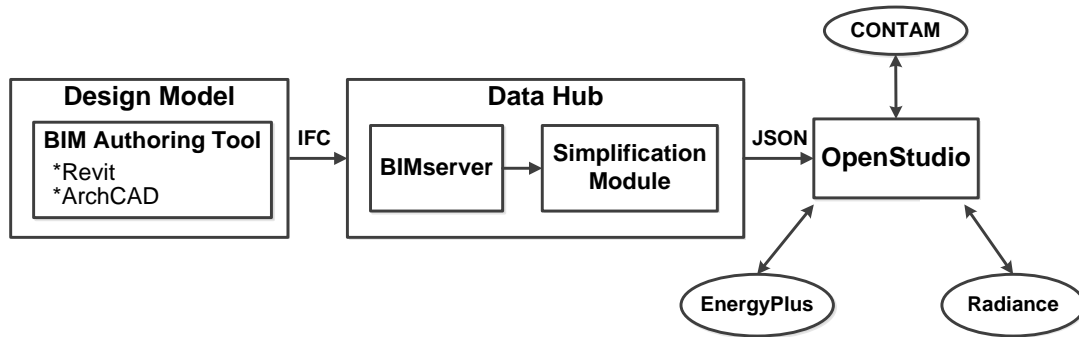 CONTAM
Design Model
Data Hub
BIM Authoring Tool
*Revit
*ArchCAD
IFC
BIMserver
Simplification
Module
JSON
OpenStudio
EnergyPlus
Radiance